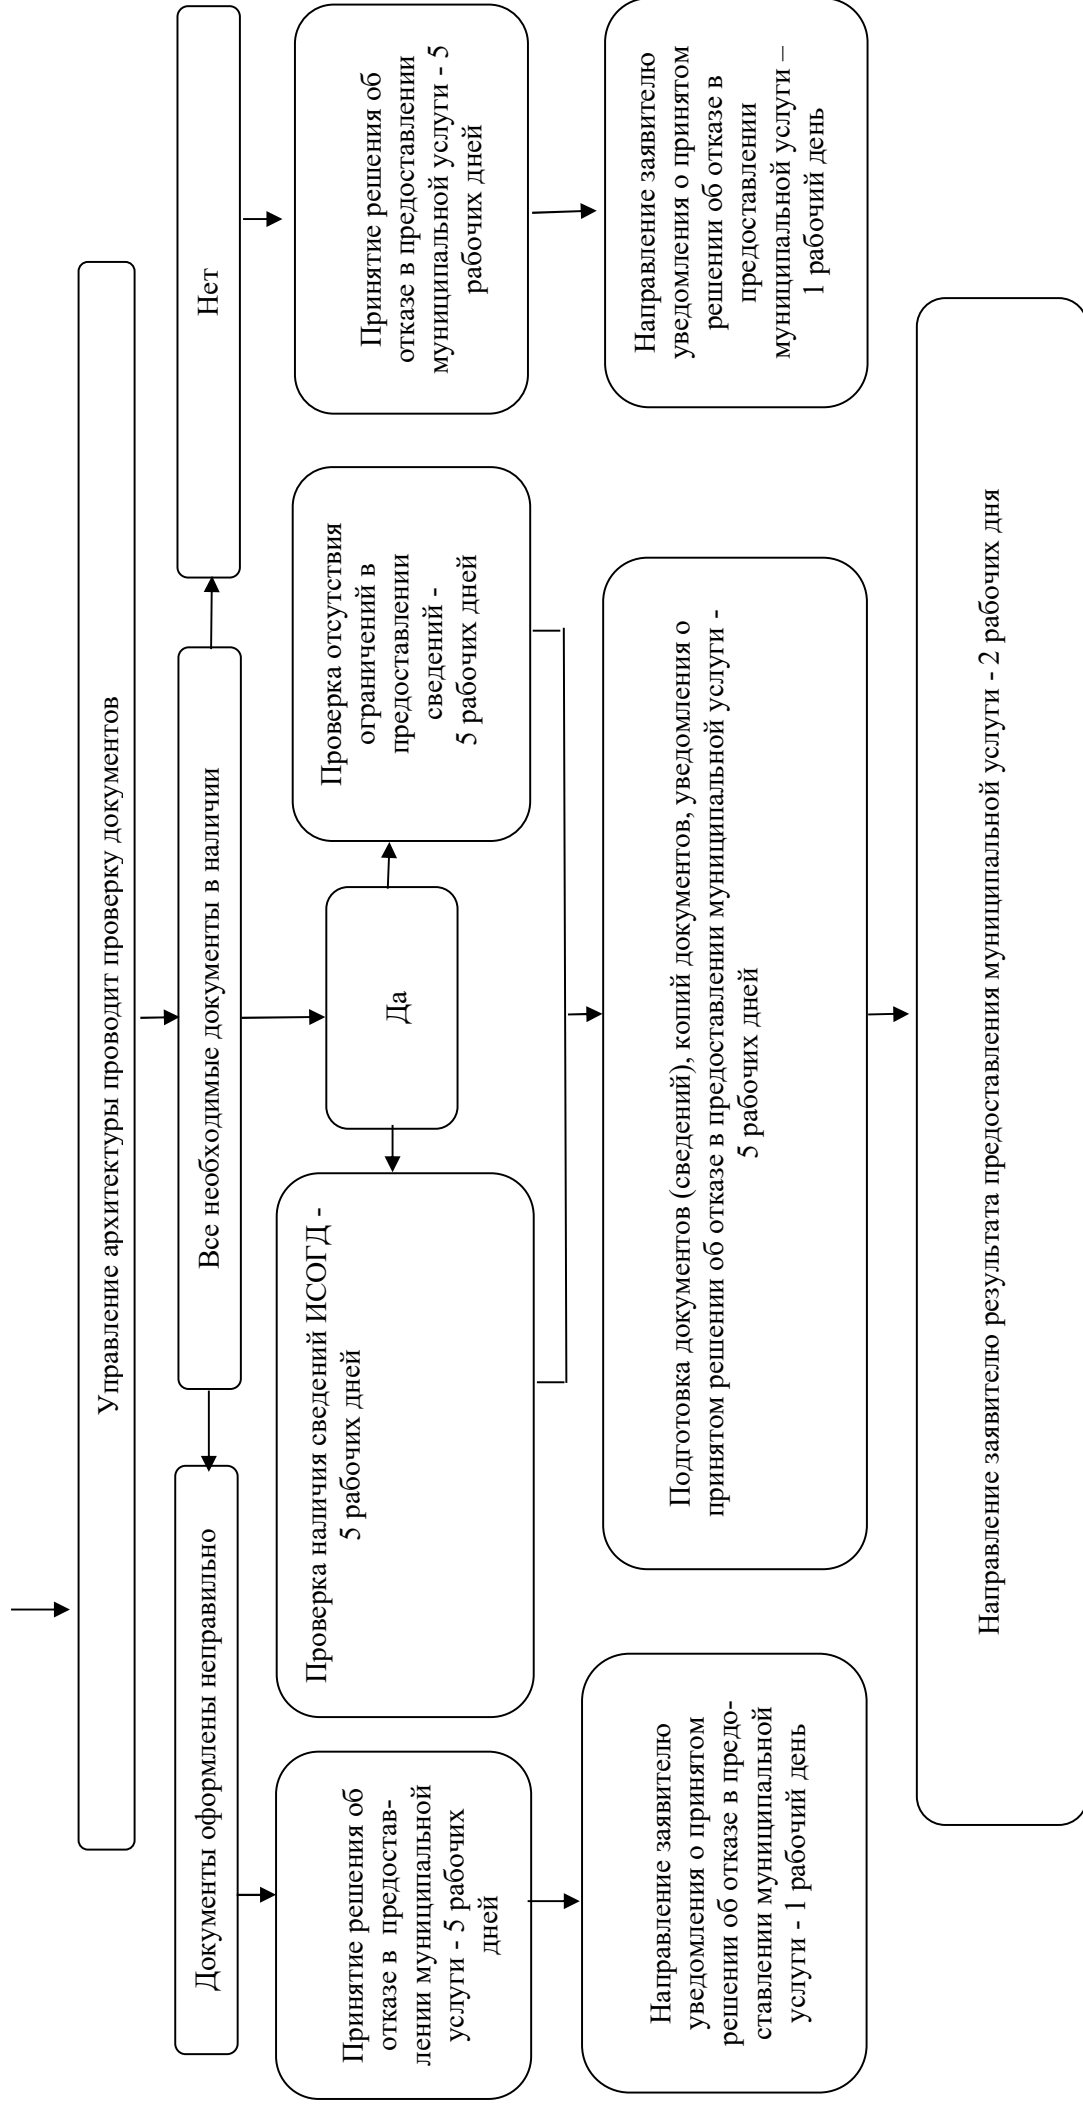 Управление архитектуры проводит проверку документов
Документы оформлены неправильно
Все необходимые документы в наличии
Нет
Принятие решения об
отказе в предостав-
лении муниципальной
услуги - 5 рабочих
дней
Проверка наличия сведений ИСОГД -
5 рабочих дней
Да
Проверка отсутствия
ограничений в
предоставлении
сведений -
5 рабочих дней
Принятие решения об
отказе в предоставлении
муниципальной услуги - 5
рабочих дней
Направление заявителю
уведомления о принятом
решении об отказе в предо-
ставлении муниципальной
услуги - 1 рабочий день
Подготовка документов (сведений), копий документов, уведомления о
принятом решении об отказе в предоставлении муниципальной услуги -
5 рабочих дней
Направление заявителю
уведомления о принятом
решении об отказе в
предоставлении
муниципальной услуги –
1 рабочий день
Направление заявителю результата предоставления муниципальной услуги - 2 рабочих дня